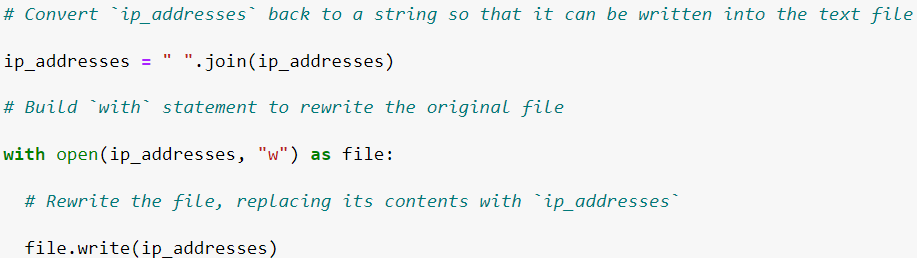 # Convert `ip_addresses` back to a string so that it can be written into the text file
ip_addresses = " ".join(ip_addresses)
# Build `with` statement to rewrite the original file
with open(ip_addresses, "w") as file:
# Rewrite the file, replacing its contents with `ip_addresses`
file.write(ip_addresses)